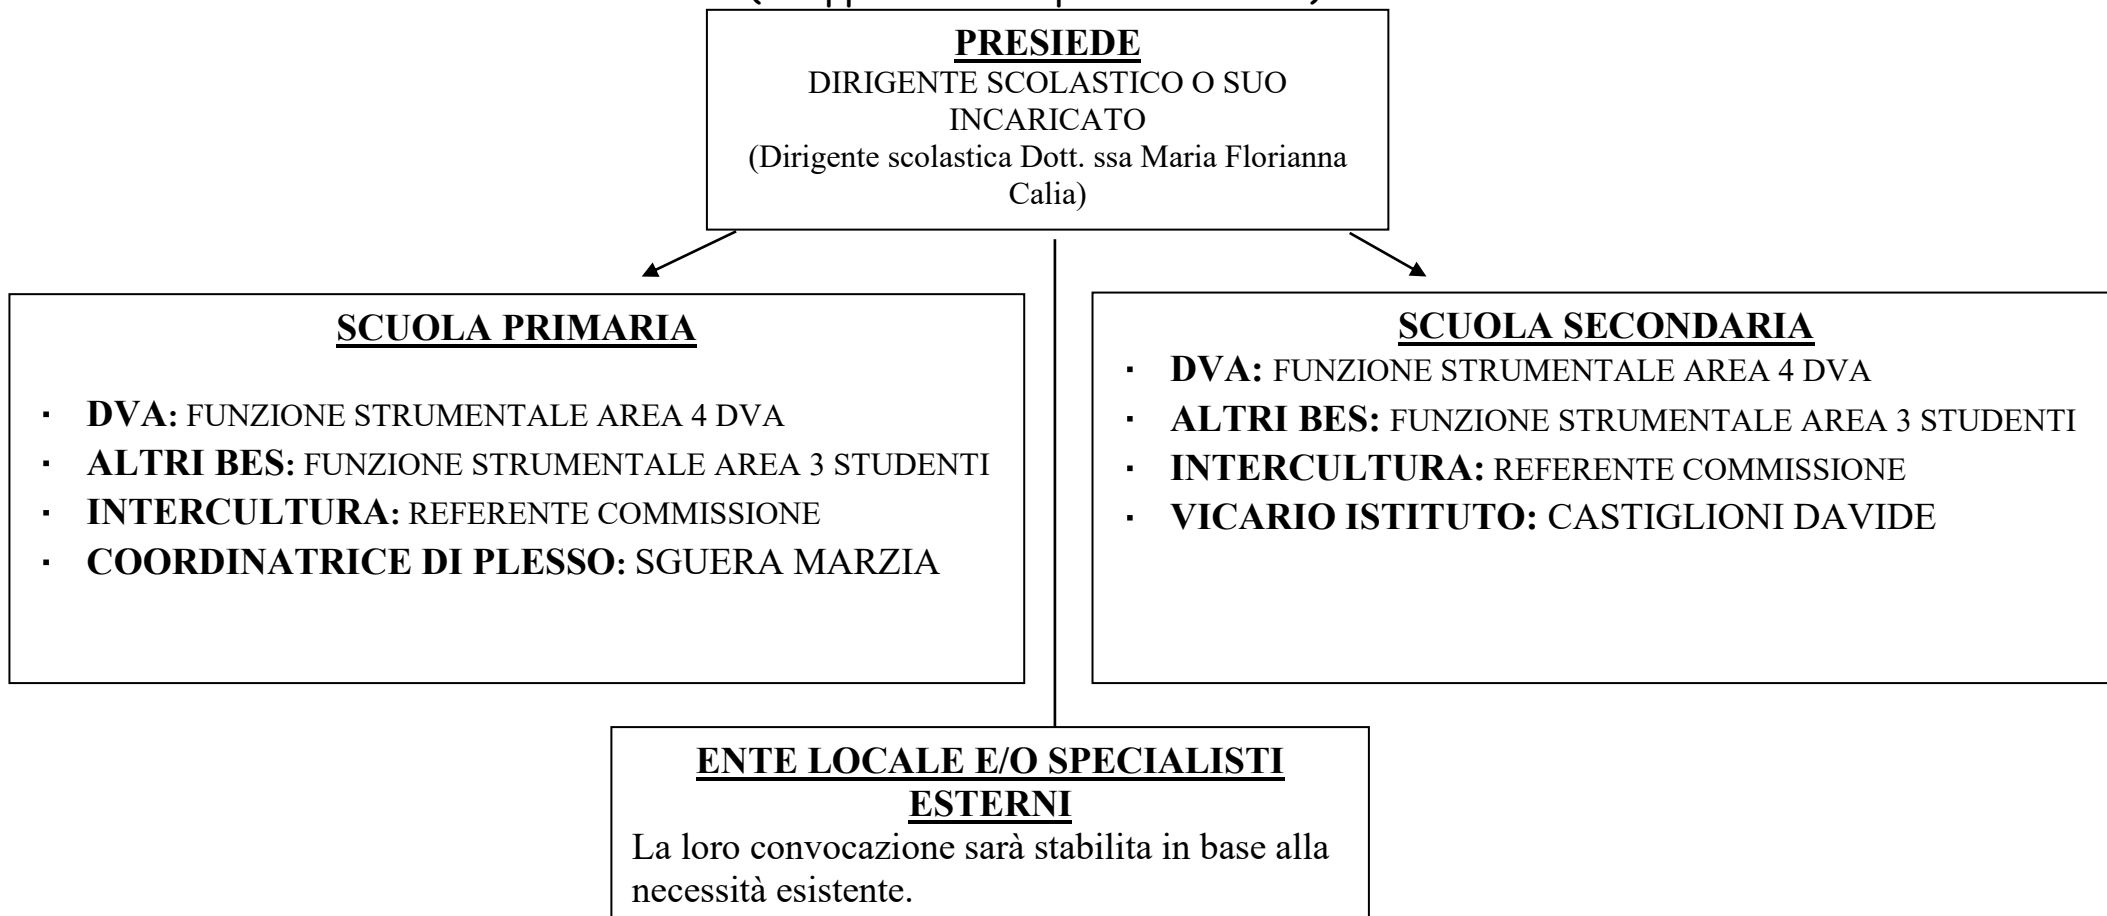 PRESIEDE
DIRIGENTE SCOLASTICO O SUO
INCARICATO
(Dirigente scolastica Dott. ssa Maria Florianna
Calia)
SCUOLA PRIMARIA
· DVA: FUNZIONE STRUMENTALE AREA 4 DVA
· ALTRI BES: FUNZIONE STRUMENTALE AREA 3 STUDENTI
· INTERCULTURA: REFERENTE COMMISSIONE
· COORDINATRICE DI PLESSO: SGUERA MARZIA
SCUOLA SECONDARIA
· DVA: FUNZIONE STRUMENTALE AREA 4 DVA
· ALTRI BES: FUNZIONE STRUMENTALE AREA 3 STUDENTI
· INTERCULTURA: REFERENTE COMMISSIONE
· VICARIO ISTITUTO: CASTIGLIONI DAVIDE
ENTE LOCALE E/O SPECIALISTI
ESTERNI
La loro convocazione sarà stabilita in base alla
necessità esistente.